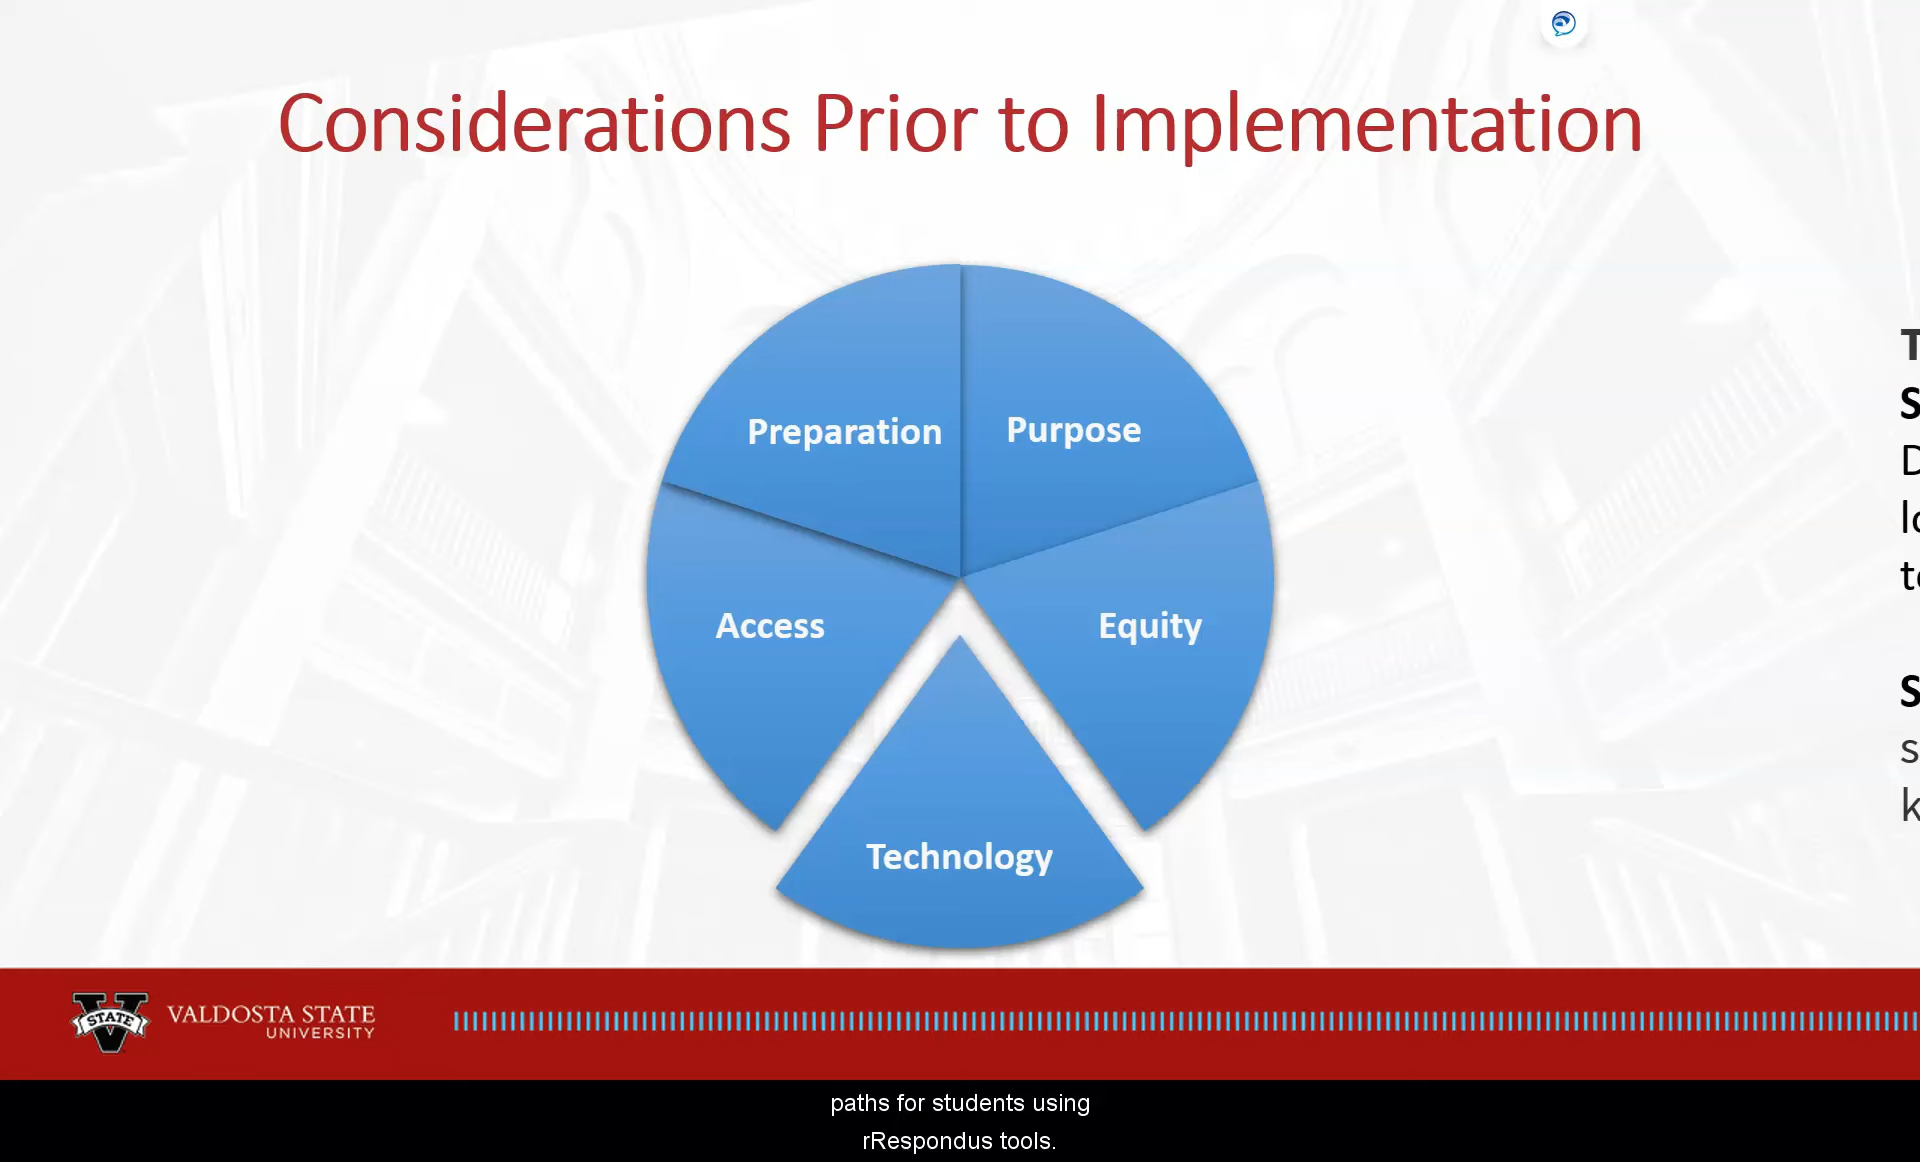 Considerations Prior to Implementation
Preparation
Purpose
Access
Equity
Technology
STATE
VALDOSTA STATE
UNIVERSITY
paths for students using
rRespondus tools.